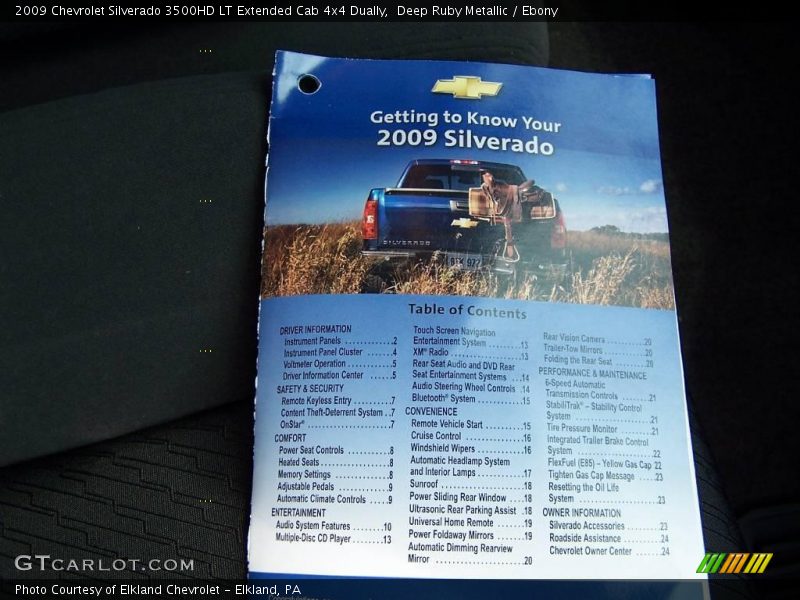 2009 Chevrolet Silverado 3500HD LT Extended Cab 4x4 Dually,  Deep Ruby Metallic / Ebony
Getting to Know Your
2009 Silverado
SILVERADO
Table of Contents
DRIVER INFORMATION
Instrument Panels ..............2
Instrument Panel Cluster .......4
Voltmeter Operation ............5
Driver Information Center .....5
SAFETY & SECURITY
Remote Keyless Entry ..........7
Content Theft-Deterrent System ..7
OnStar® .......................7
COMFORT
Power Seat Controls ...........8
Heated Seats ..................8
Memory Settings ...............8
Adjustable Pedals .............9
Automatic Climate Controls ....9
ENTERTAINMENT
Audio System Features ........10
Multiple-Disc CD Player ......13
Touch Screen Navigation
Entertainment System .........13
XM® Radio ....................13
Rear Seat Audio and DVD Rear
Seat Entertainment Systems ...14
Audio Steering Wheel Controls ..14
Bluetooth® System ............15
CONVENIENCE
Remote Vehicle Start .........15
Cruise Control ...............16
Windshield Wipers ............16
Automatic Headlamp System
and Interior Lamps ...........17
Sunroof ......................18
Power Sliding Rear Window ....18
Ultrasonic Rear Parking Assist ..18
Universal Home Remote ........19
Power Foldaway Mirrors .......19
Automatic Dimming Rearview
Mirror .......................20
Rear Vision Camera ...........20
Trailer-Tow Mirrors ..........20
Folding the Rear Seat ........20
PERFORMANCE & MAINTENANCE
6-Speed Automatic
Transmission Controls ........21
StabiliTrak® – Stability Control
System .......................21
Tire Pressure Monitor ........21
Integrated Trailer Brake Control
System .......................22
FlexFuel (E85) – Yellow Gas Cap 22
Tighten Gas Cap Message ......23
Resetting the Oil Life
System .......................23
OWNER INFORMATION
Silverado Accessories ........23
Roadside Assistance ..........24
Chevrolet Owner Center .......24
GTCarlot.com
Photo Courtesy of Elkland Chevrolet – Elkland, PA